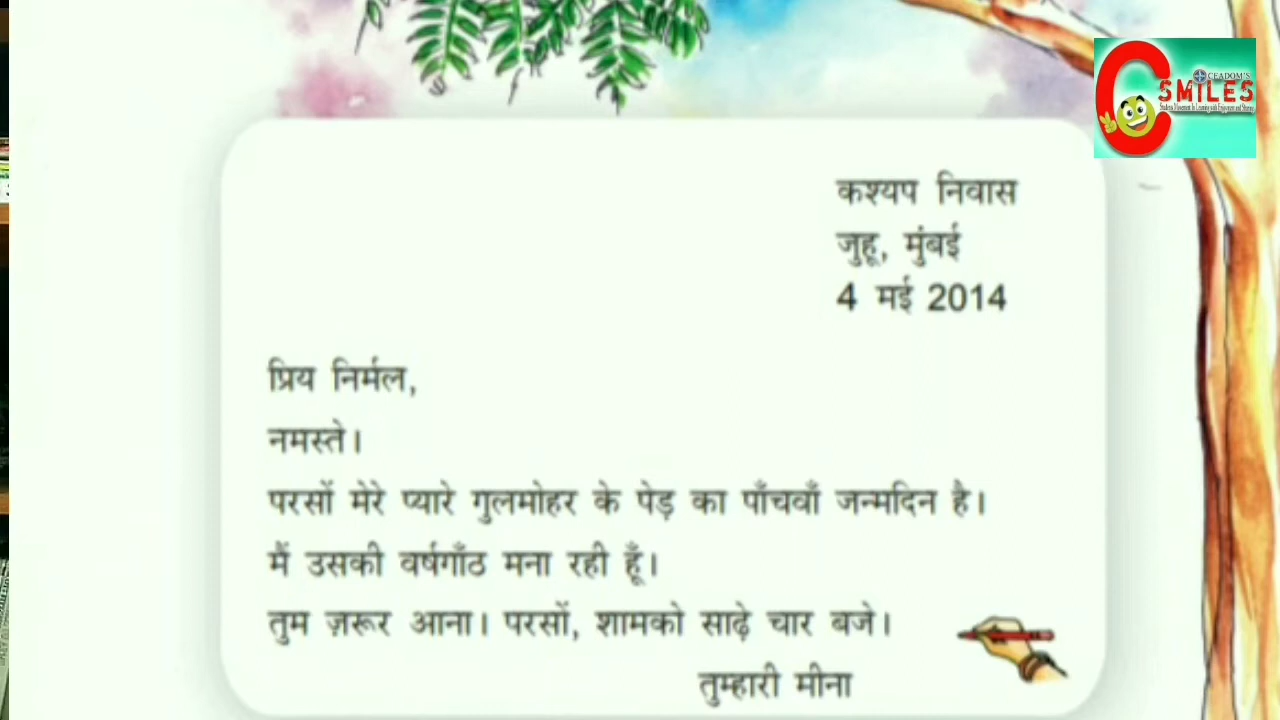 CEADOM'S
SMILES
कश्यप निवास
जुहू, मुंबई
4 मई 2014
प्रिय निर्मल,
नमस्ते।
परसों मेरे प्यारे गुलमोहर के पेड़ का पाँचवाँ जन्मदिन है।
मैं उसकी वर्षगाँठ मना रही हूँ।
तुम ज़रूर आना। परसों, शामको साढ़े चार बजे।
तुम्हारी मीना